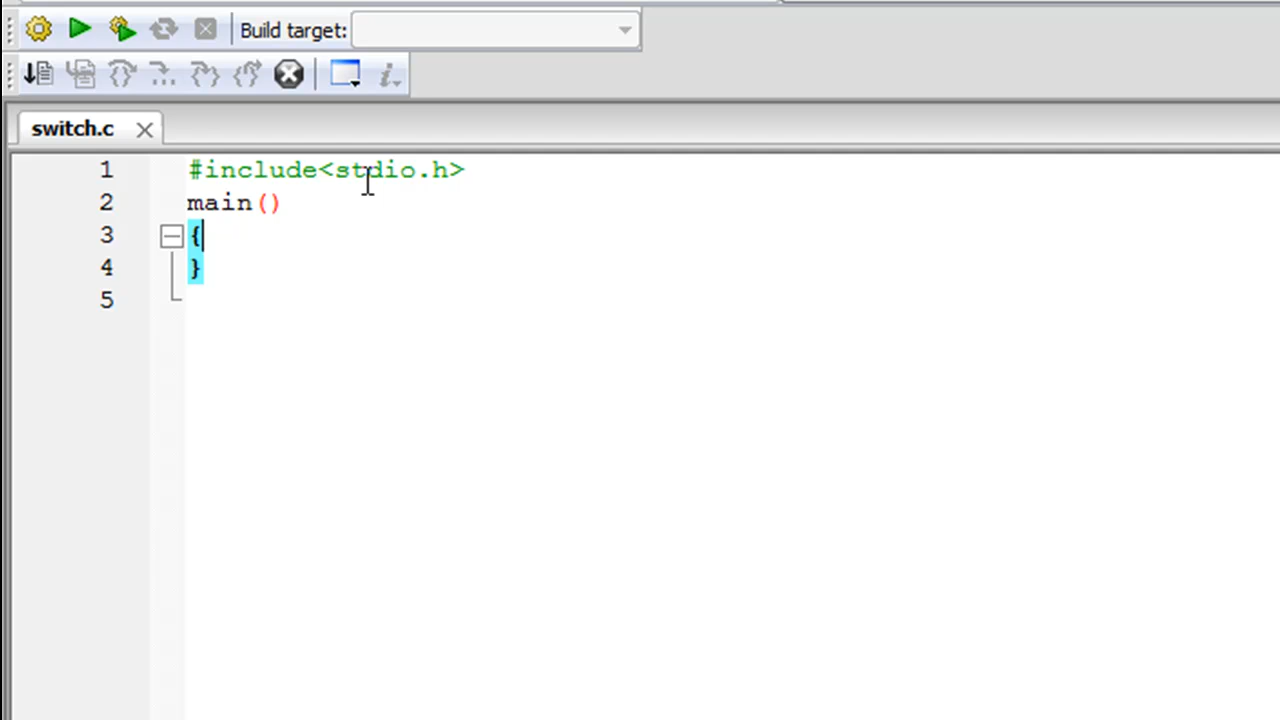 Build target:
switch.c
1 #include<stdio.h>
2 main()
3 {
4 }
5